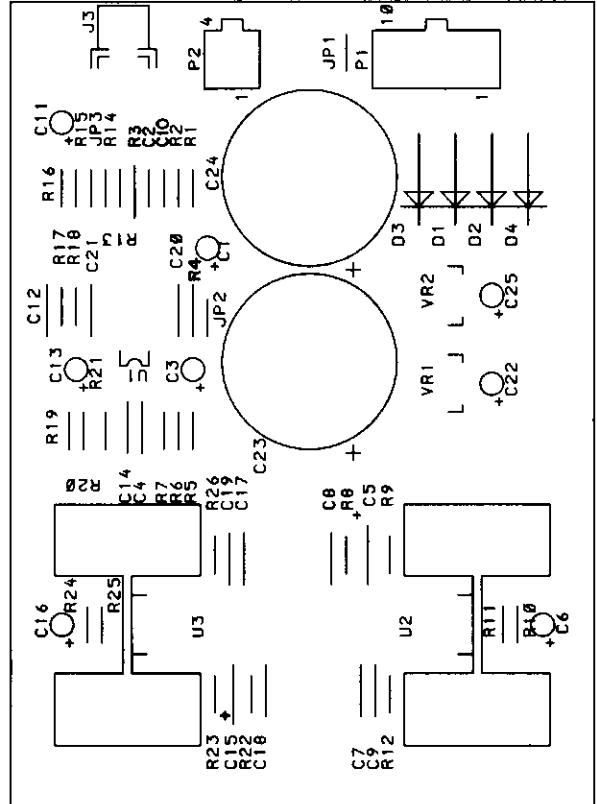 J3
P2
4
1
JP1
P1
10
1
C11
R15
JP3
R14
R3
C2
C10
R2
R1
R16
C24
R17
R18
C21
R13
C20
R4
C1
D3
D1
D2
D4
C12
JP2
VR2
C25
C13
R21
C3
VR1
C22
R19
C23
R20
C14
C4
R7
R6
R5
R26
C19
C17
C8
R8
C5
R9
C16
R24
R25
U3
U2
R11
R10
C6
R23
C15
R22
C18
C7
C9
R12